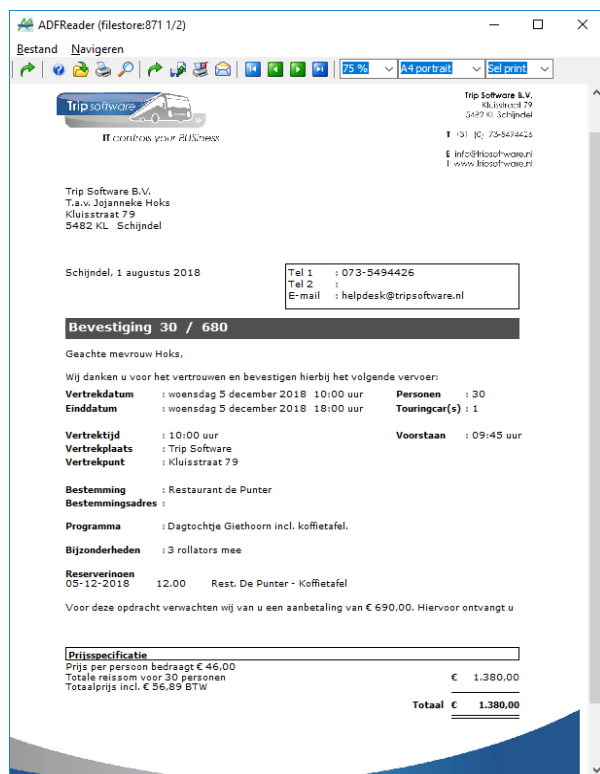 ADFReader (filestore:871 1/2)
Bestand Navigeren
75 % A4 portrait Sel print
Trip software
IT controls your BUSiness
Trip Software B.V.
Kluisstraat 79
5482 KL Schijndel
T +31 (0) 73-5494426
E info@tripsoftware.nl
I www.tripsoftware.nl
Trip Software B.V.
T.a.v. Jojanneke Hoks
Kluisstraat 79
5482 KL Schijndel
Schijndel, 1 augustus 2018
Tel 1 : 073-5494426
Tel 2 :
E-mail : helpdesk@tripsoftware.nl
Bevestiging 30 / 680
Geachte mevrouw Hoks,
Wij danken u voor het vertrouwen en bevestigen hierbij het volgende vervoer:
Vertrekdatum : woensdag 5 december 2018 10:00 uur Personen : 30
Einddatum : woensdag 5 december 2018 18:00 uur Touringcar(s) : 1
Vertrektijd : 10:00 uur Voorstaan : 09:45 uur
Vertrekplaats : Trip Software
Vertrekpunt : Kluisstraat 79
Bestemming : Restaurant de Punter
Bestemmingsadres :
Programma : Dagtochtje Giethoorn incl. koffietafel.
Bijzonderheden : 3 rollators mee
Reserveringen
05-12-2018 12.00 Rest. De Punter - Koffietafel
Voor deze opdracht verwachten wij van u een aanbetaling van € 690,00. Hiervoor ontvangt u
Prijsspecificatie
Prijs per persoon bedraagt € 46,00
Totale reissom voor 30 personen € 1.380,00
Totaalprijs incl. € 56,89 BTW
Totaal € 1.380,00